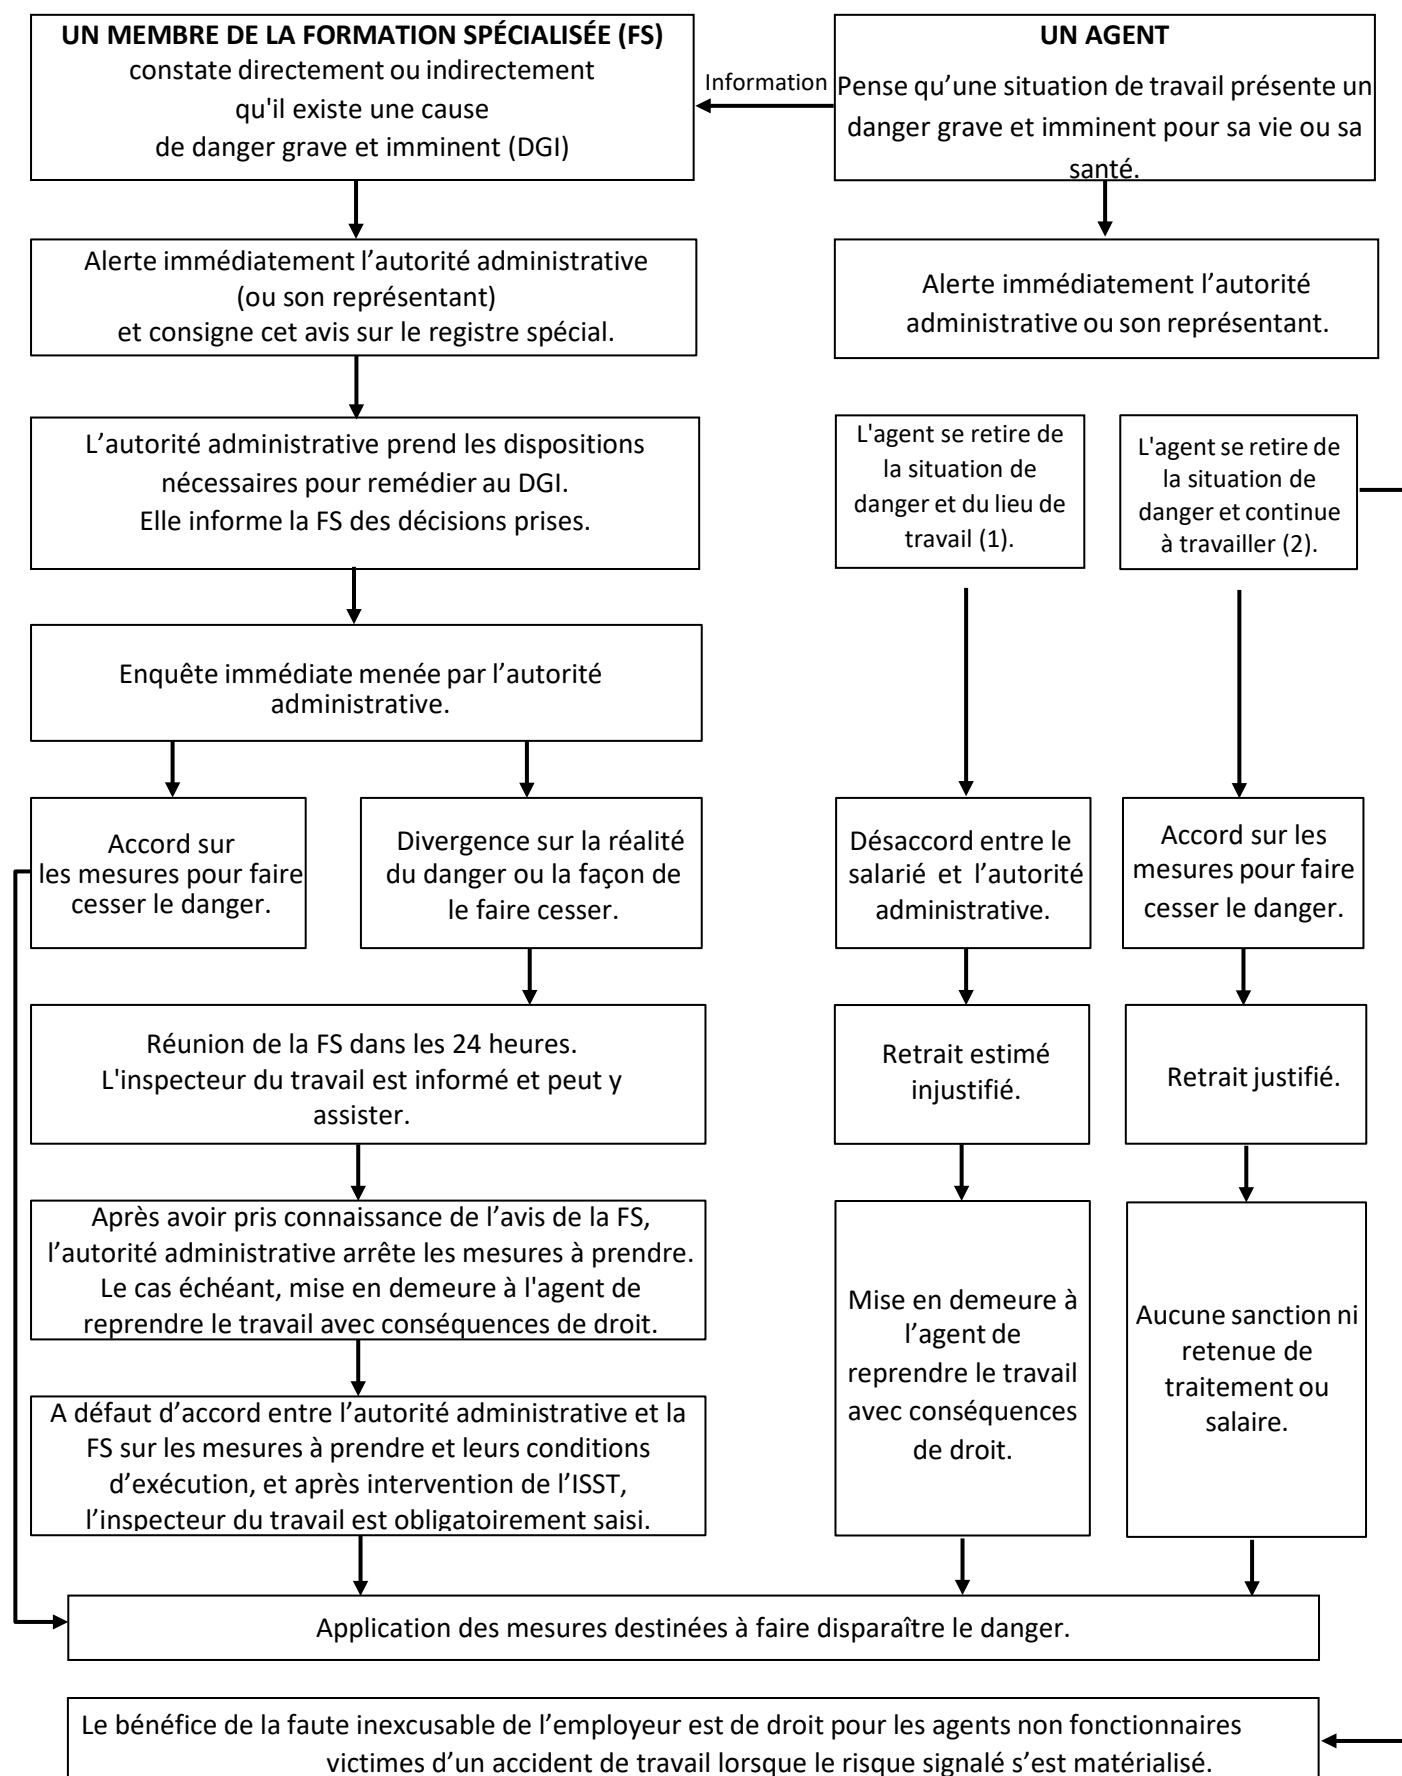 UN MEMBRE DE LA FORMATION SPÉCIALISÉE (FS)
constate directement ou indirectement
qu'il existe une cause
de danger grave et imminent (DGI)
Information
UN AGENT
Pense qu’une situation de travail présente un
danger grave et imminent pour sa vie ou sa
santé.
Alerte immédiatement l’autorité administrative
(ou son représentant)
et consigne cet avis sur le registre spécial.
Alerte immédiatement l’autorité
administrative ou son représentant.
L’autorité administrative prend les dispositions
nécessaires pour remédier au DGI.
Elle informe la FS des décisions prises.
L'agent se retire de
la situation de
danger et du lieu de
travail (1).
L'agent se retire de
la situation de
danger et continue
à travailler (2).
Enquête immédiate menée par l’autorité
administrative.
Accord sur
les mesures pour faire
cesser le danger.
Divergence sur la réalité
du danger ou la façon de
le faire cesser.
Désaccord entre le
salarié et l’autorité
administrative.
Accord sur les
mesures pour faire
cesser le danger.
Réunion de la FS dans les 24 heures.
L'inspecteur du travail est informé et peut y
assister.
Retrait estimé
injustifié.
Retrait justifié.
Après avoir pris connaissance de l’avis de la FS,
l’autorité administrative arrête les mesures à prendre.
Le cas échéant, mise en demeure à l'agent de
reprendre le travail avec conséquences de droit.
Mise en demeure à
l’agent de
reprendre le travail
avec conséquences
de droit.
Aucune sanction ni
retenue de
traitement ou
salaire.
A défaut d’accord entre l’autorité administrative et la
FS sur les mesures à prendre et leurs conditions
d’exécution, et après intervention de l’ISST,
l’inspecteur du travail est obligatoirement saisi.
Application des mesures destinées à faire disparaître le danger.
Le bénéfice de la faute inexcusable de l’employeur est de droit pour les agents non fonctionnaires
victimes d’un accident de travail lorsque le risque signalé s’est matérialisé.